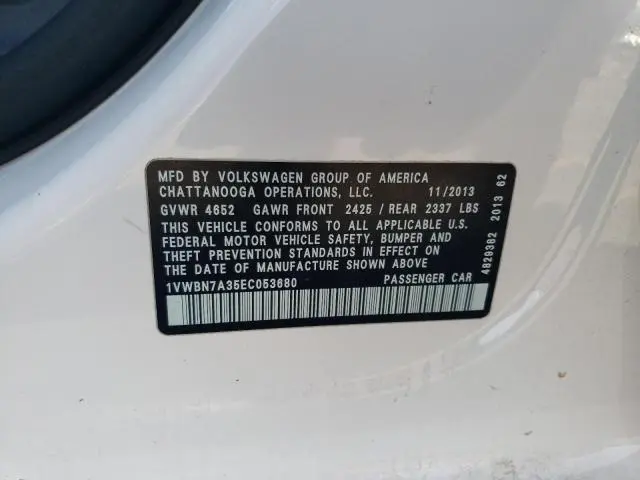 MFD BY VOLKSWAGEN GROUP OF AMERICA
CHATTANOOGA OPERATIONS, LLC. 11/2013
GVWR 4652 GAWR FRONT 2425 / REAR 2337 LBS
THIS VEHICLE CONFORMS TO ALL APPLICABLE U.S.
FEDERAL MOTOR VEHICLE SAFETY, BUMPER AND
THEFT PREVENTION STANDARDS IN EFFECT ON THE
DATE OF MANUFACTURE SHOWN ABOVE
1VWBN7A35EC053680 PASSENGER CAR
4829382 2013 62